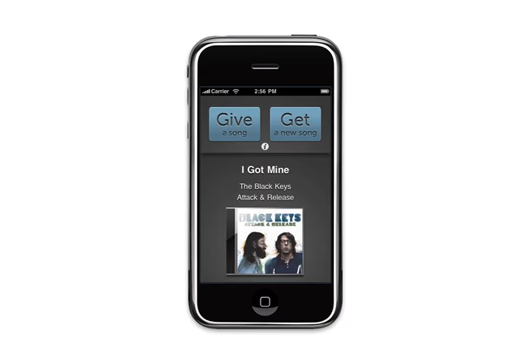 Carrier 2:56 PM
Give
a song
Get
a new song
i
I Got Mine
The Black Keys
Attack & Release
BLACK KEYS
ATTACK & RELEASE